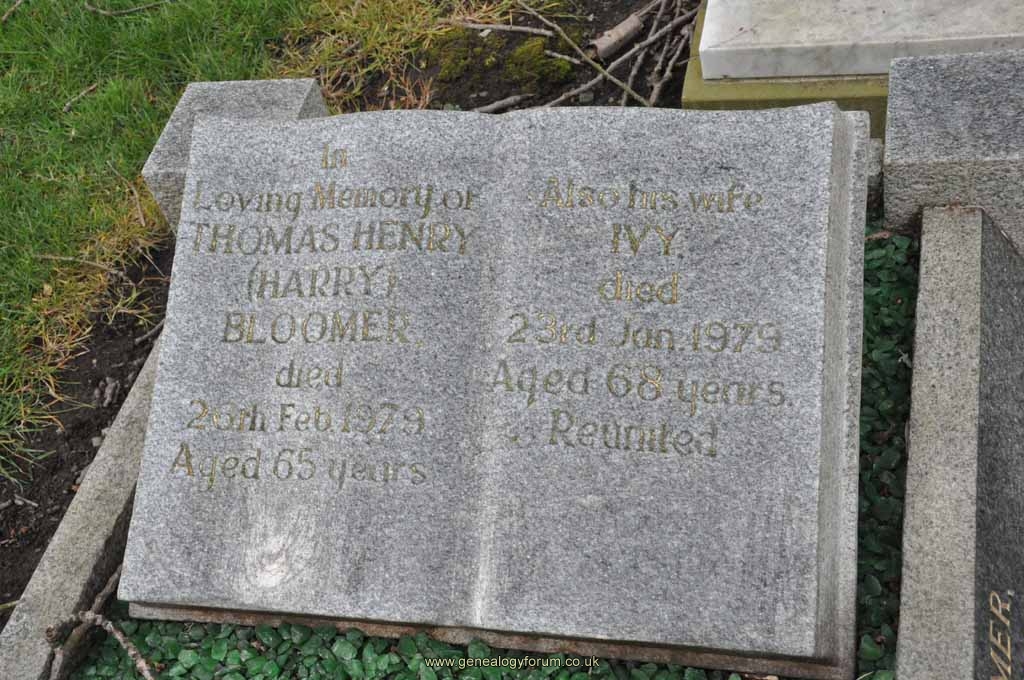 In
Loving Memory of
THOMAS HENRY
(HARRY)
BLOOMER.
died
26th Feb. 1979
Aged 65 years
Also his wife
IVY.
died
23rd Jan. 1979
Aged 68 years.
Reunited
MER.
www.genealogyforum.co.uk